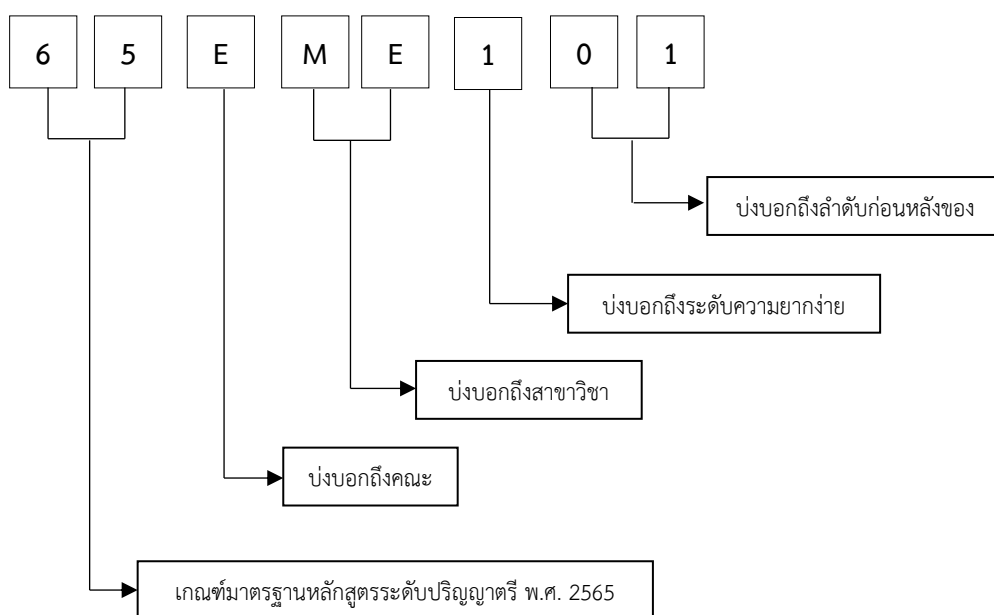 6 5 E M E 1 0 1
บ่งบอกถึงลำดับก่อนหลังของ
บ่งบอกถึงระดับความยากง่าย
บ่งบอกถึงสาขาวิชา
บ่งบอกถึงคณะ
เกณฑ์มาตรฐานหลักสูตรระดับปริญญาตรี พ.ศ. 2565